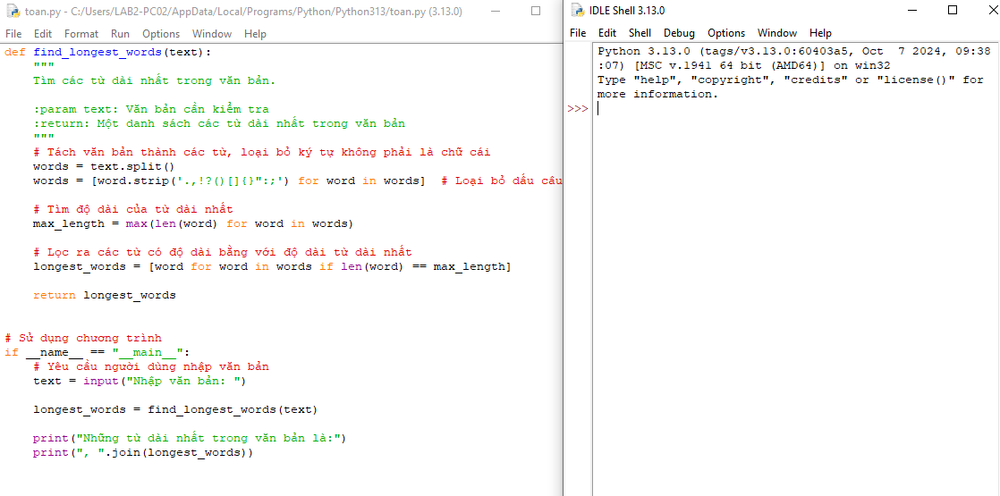 toan.py - C:/Users/LAB2-PC02/AppData/Local/Programs/Python/Python313/toan.py (3.13.0)
File Edit Format Run Options Window Help
def find_longest_words(text):
    """
    Tìm các từ dài nhất trong văn bản.

    :param text: Văn bản cần kiểm tra
    :return: Một danh sách các từ dài nhất trong văn bản
    """
    # Tách văn bản thành các từ, loại bỏ ký tự không phải là chữ cái
    words = text.split()
    words = [word.strip('.,!?()[]{}":;') for word in words]  # Loại bỏ dấu câu

    # Tìm độ dài của từ dài nhất
    max_length = max(len(word) for word in words)

    # Lọc ra các từ có độ dài bằng với độ dài từ dài nhất
    longest_words = [word for word in words if len(word) == max_length]

    return longest_words


# Sử dụng chương trình
if __name__ == "__main__":
    # Yêu cầu người dùng nhập văn bản
    text = input("Nhập văn bản: ")

    longest_words = find_longest_words(text)

    print("Những từ dài nhất trong văn bản là:")
    print(", ".join(longest_words))
IDLE Shell 3.13.0
File Edit Shell Debug Options Window Help
Python 3.13.0 (tags/v3.13.0:60403a5, Oct  7 2024, 09:38
:07) [MSC v.1941 64 bit (AMD64)] on win32
Type "help", "copyright", "credits" or "license()" for
more information.
>>>